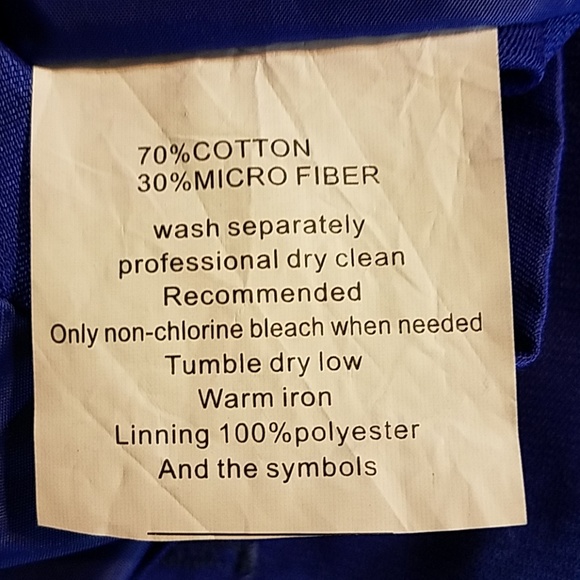 70%COTTON
30%MICRO FIBER
wash separately
professional dry clean
Recommended
Only non-chlorine bleach when needed
Tumble dry low
Warm iron
Linning 100%polyester
And the symbols